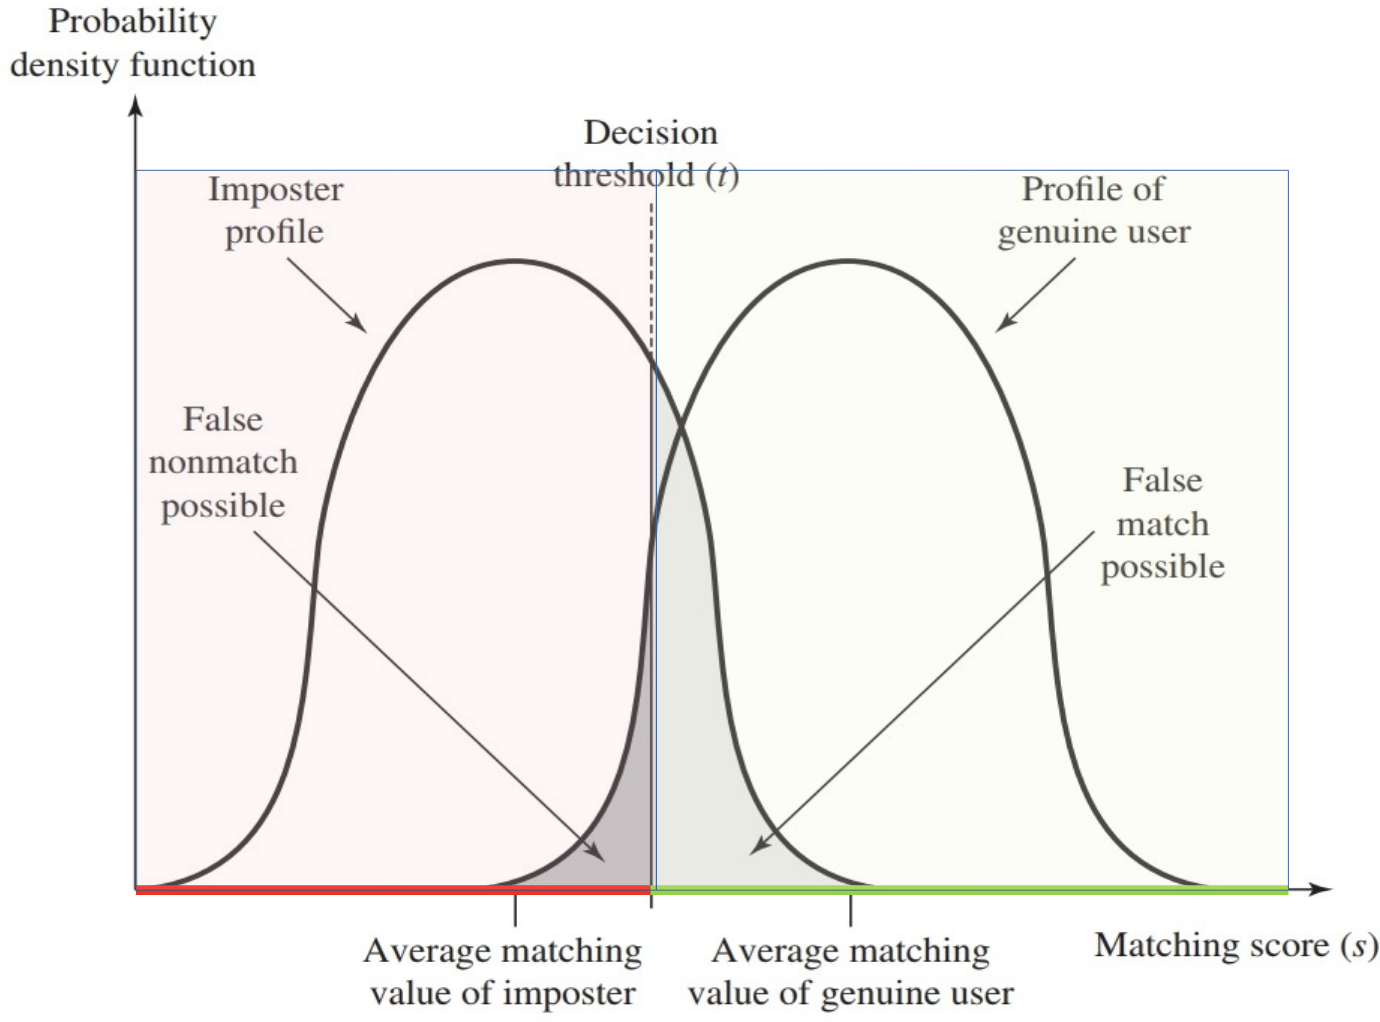 Probability
density function
Decision
threshold (t)
Imposter
profile
Profile of
genuine user
False
nonmatch
possible
False
match
possible
Average matching
value of imposter
Average matching
value of genuine user
Matching score (s)